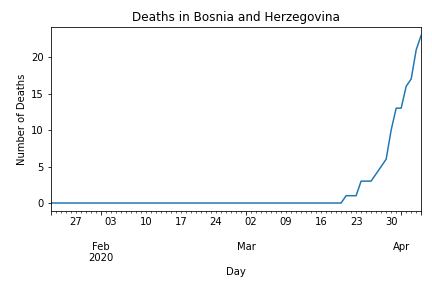 Deaths in Bosnia and Herzegovina
Number of Deaths
20
15
10
5
0
27 03 10 17 24 02 09 16 23 30
Feb Mar Apr
2020
Day